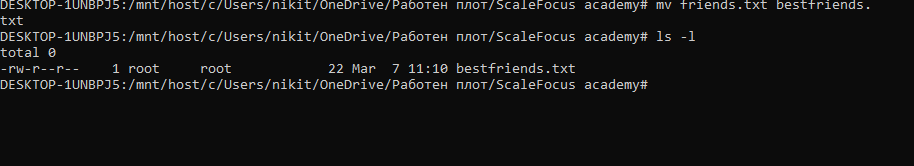 DESKTOP-1UNBPJ5:/mnt/host/c/Users/nikit/OneDrive/Работен плот/ScaleFocus academy# mv friends.txt bestfriends.
txt
DESKTOP-1UNBPJ5:/mnt/host/c/Users/nikit/OneDrive/Работен плот/ScaleFocus academy# ls -l
total 0
-rw-r--r--    1 root     root            22 Mar  7 11:10 bestfriends.txt
DESKTOP-1UNBPJ5:/mnt/host/c/Users/nikit/OneDrive/Работен плот/ScaleFocus academy#